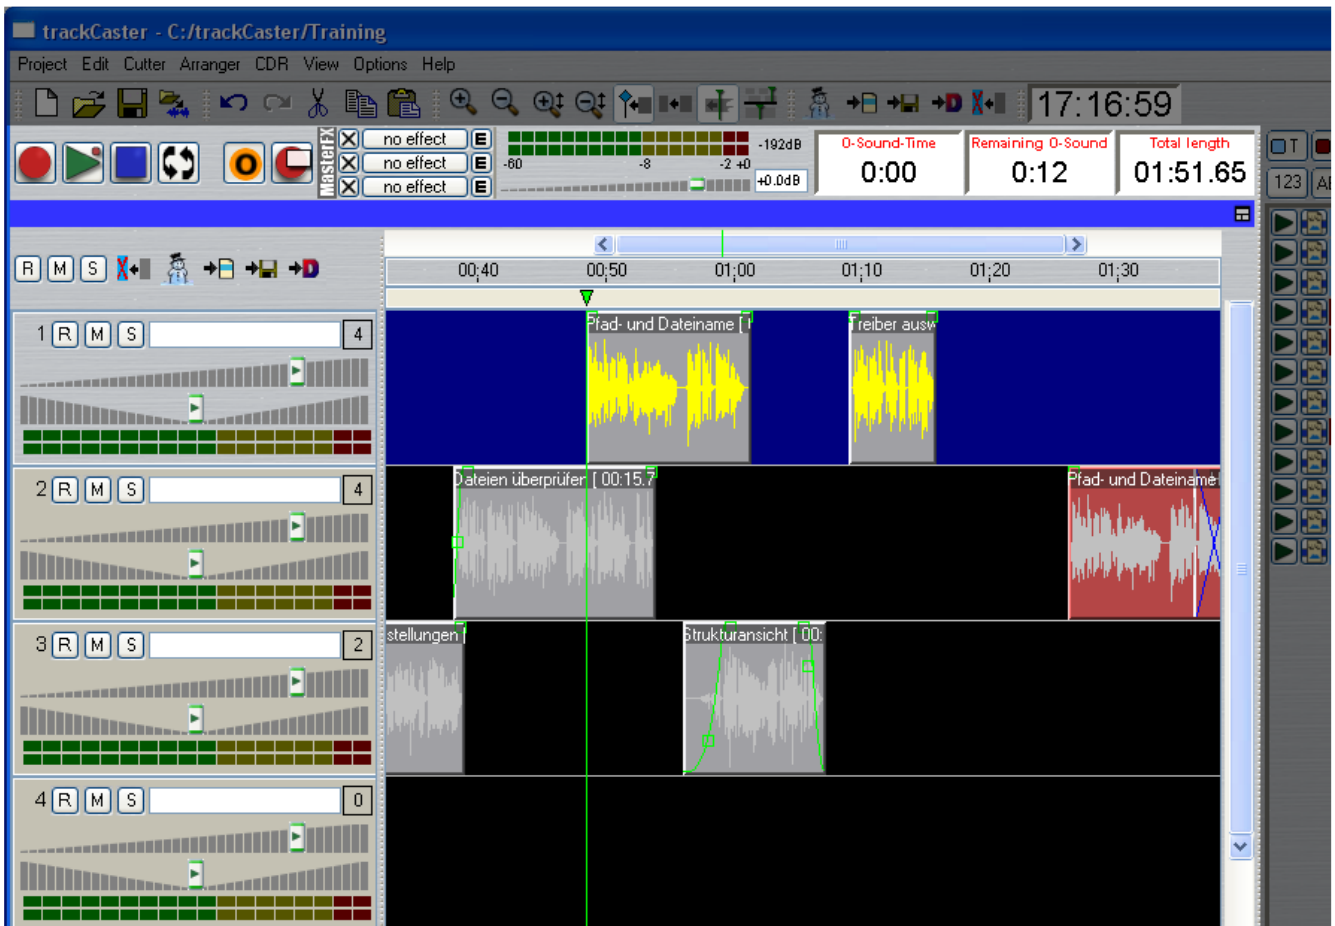 trackCaster - C:/trackCaster/Training
Project Edit Cutter Arranger CDR View Options Help
17:16:59
MasterFX
X no effect E
X no effect E
X no effect E
-60 -8 -2 +0
-192dB
+0.0dB
0-Sound-Time
0:00
Remaining 0-Sound
0:12
Total length
01:51.65
T
123
R M S
D
00;40 00;50 01;00 01;10 01;20 01;30
1 R M S 4
Pfad- und Dateiname [
Treiber ausw
2 R M S 4
Dateien überprüfen [ 00:15.7
Pfad- und Dateiname
3 R M S 2
stellungen [
Strukturansicht [ 00:
4 R M S 0